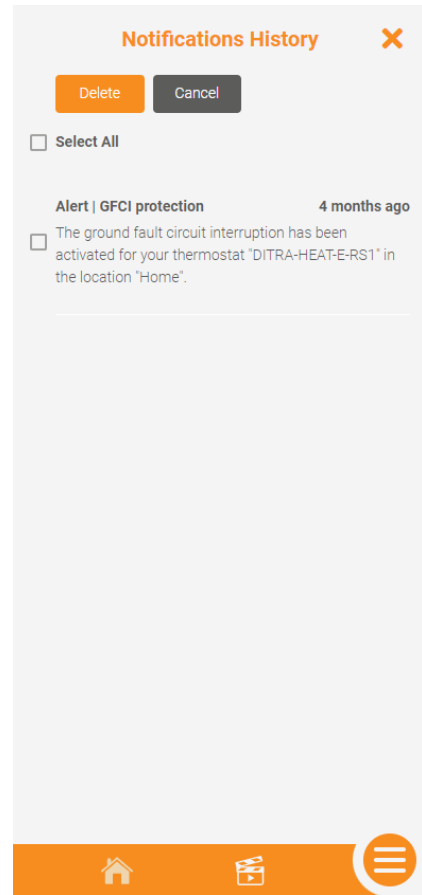 Notifications History
Delete Cancel
Select All
Alert | GFCI protection 4 months ago
The ground fault circuit interruption has been
activated for your thermostat "DITRA-HEAT-E-RS1" in
the location "Home".